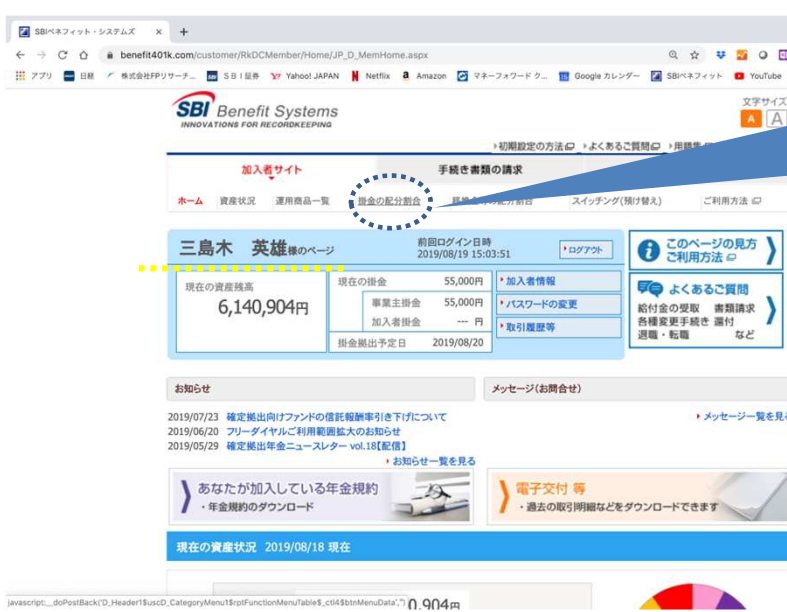 SBIベネフィット・システムズ × +
benefit401k.com/customer/RkDCMember/Home/JP_D_MemHome.aspx
アプリ 日経 株式会社FPリサーチ... SBI証券 Yahoo! JAPAN Netflix Amazon マネーフォワード ク... Google カレンダー SBIベネフィット YouTube
SBI Benefit Systems
INNOVATIONS FOR RECORDKEEPING
文字サイズ
A A
初期設定の方法 よくあるご質問
加入者サイト 手続き書類の請求
ホーム 資産状況 運用商品一覧 掛金の配分割合 スイッチング(預け替え) ご利用方法
三島木 英雄様のページ
前回ログイン日時
2019/08/19 15:03:51
ログアウト
現在の資産残高
6,140,904円
現在の掛金 55,000円
事業主掛金 55,000円
加入者掛金 --- 円
掛金拠出予定日 2019/08/20
加入者情報
パスワードの変更
取引履歴等
このページの見方
ご利用方法
よくあるご質問
給付金の受取 書類請求
各種変更手続き 還付
退職・転職 など
お知らせ
2019/07/23 確定拠出向けファンドの信託報酬率引き下げについて
2019/06/20 フリーダイヤルご利用範囲拡大のお知らせ
2019/05/29 確定拠出年金ニュースレター vol.18【配信】
お知らせ一覧を見る
メッセージ(お問合せ)
メッセージ一覧を見
あなたが加入している年金規約
・年金規約のダウンロード
電子交付 等
・過去の取引明細などをダウンロードできます
現在の資産状況 2019/08/18 現在
0,904円
javascript:__doPostBack('D_Header1$uscD_CategoryMenu1$rptFunctionMenuTable$_ctl4$btnMenuData','')